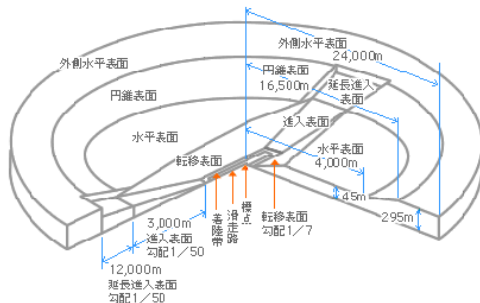 外側水平表面
24,000m
外側水平表面
円錐表面
16,500m
延長進入
表面
円錐表面
進入表面
水平表面
水平表面
4,000m
転移表面
45m
295m
3,000m
進入表面
勾配1/50
着陸帯
滑走路
標点
転移表面
勾配1/7
12,000m
延長進入表面
勾配1/50